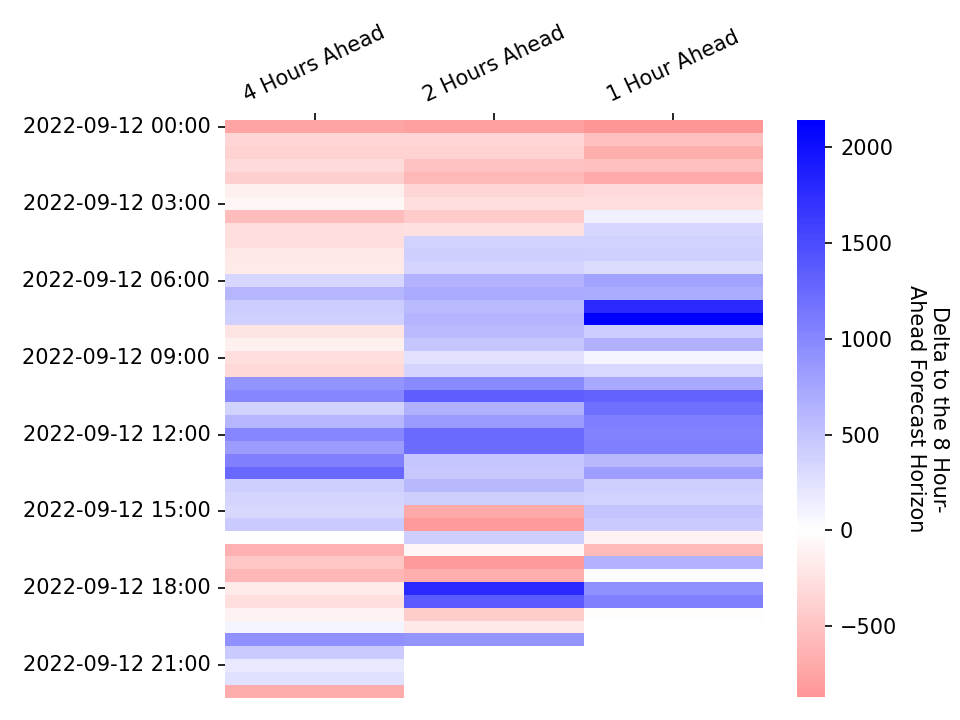 4 Hours Ahead
2 Hours Ahead
1 Hour Ahead
2022-09-12 00:00
2022-09-12 03:00
2022-09-12 06:00
2022-09-12 09:00
2022-09-12 12:00
2022-09-12 15:00
2022-09-12 18:00
2022-09-12 21:00
2000
1500
1000
500
0
−500
Delta to the 8 Hour-
Ahead Forecast Horizon